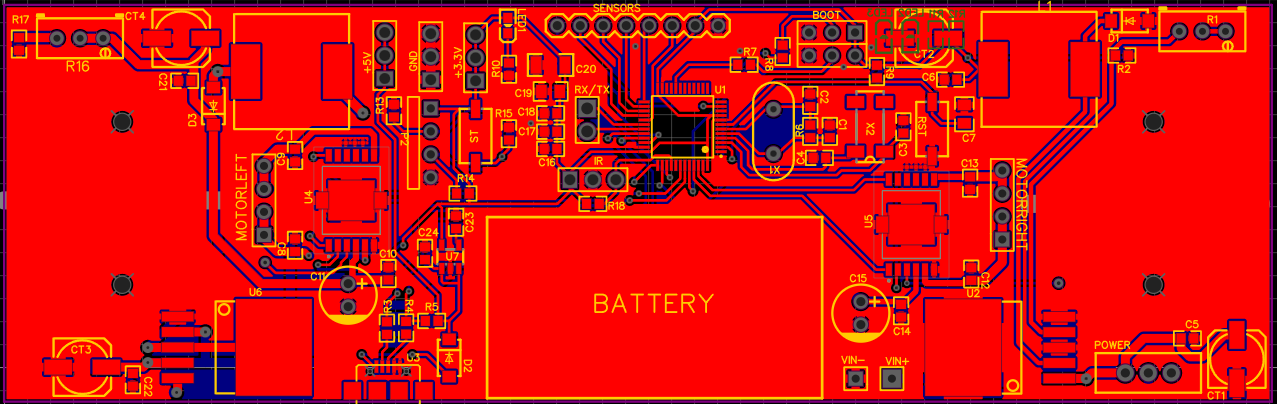 R17
CT4
LED1
SENSORS
BOOT
CT2
L1
D1
R1
R16
C21
+5V
GND
+3.3V
R10
C20
R7
R8
R9
C6
R2
D3
R13
C19
RX/TX
U1
C2
C18
R15
C17
P2
ST
R6
C1
X2
C3
RST
C7
L2
C9
C16
C4
X1
IR
MOTORLEFT
U4
R14
R18
C13
MOTORRIGHT
U5
C23
C24
U7
C8
C10
C11
+
U6
C15
+
C12
U2
C14
BATTERY
R3
R4
R5
U3
D2
CT3
C22
VIN-
VIN+
POWER
C5
CT1